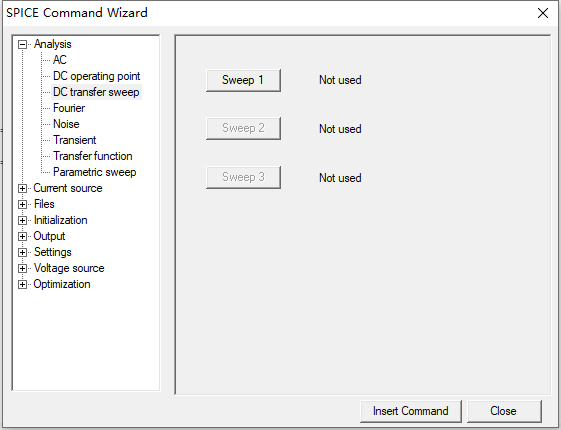 SPICE Command Wizard
Analysis
AC
DC operating point
DC transfer sweep
Fourier
Noise
Transient
Transfer function
Parametric sweep
Current source
Files
Initialization
Output
Settings
Voltage source
Optimization
Sweep 1 Not used
Sweep 2 Not used
Sweep 3 Not used
Insert Command Close